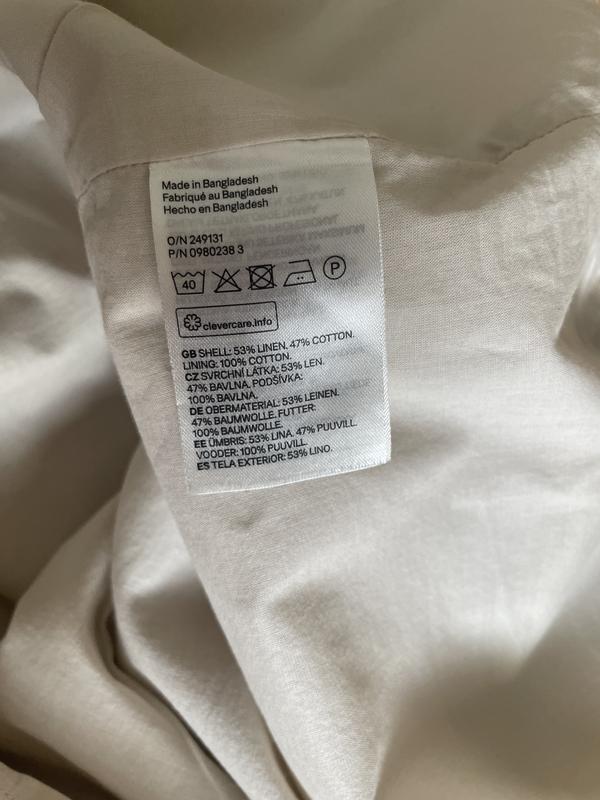 Made in Bangladesh
Fabriqué au Bangladesh
Hecho en Bangladesh
O/N 249131
P/N 0980238 3
40
P
clevercare.info
GB SHELL: 53% LINEN. 47% COTTON.
LINING: 100% COTTON.
CZ SVRCHNÍ LÁTKA: 53% LEN.
47% BAVLNA. PODŠÍVKA:
100% BAVLNA.
DE OBERMATERIAL: 53% LEINEN.
47% BAUMWOLLE. FUTTER:
100% BAUMWOLLE.
EE ÜMBRIS: 53% LINA. 47% PUUVILL.
VOODER: 100% PUUVILL.
ES TELA EXTERIOR: 53% LINO.